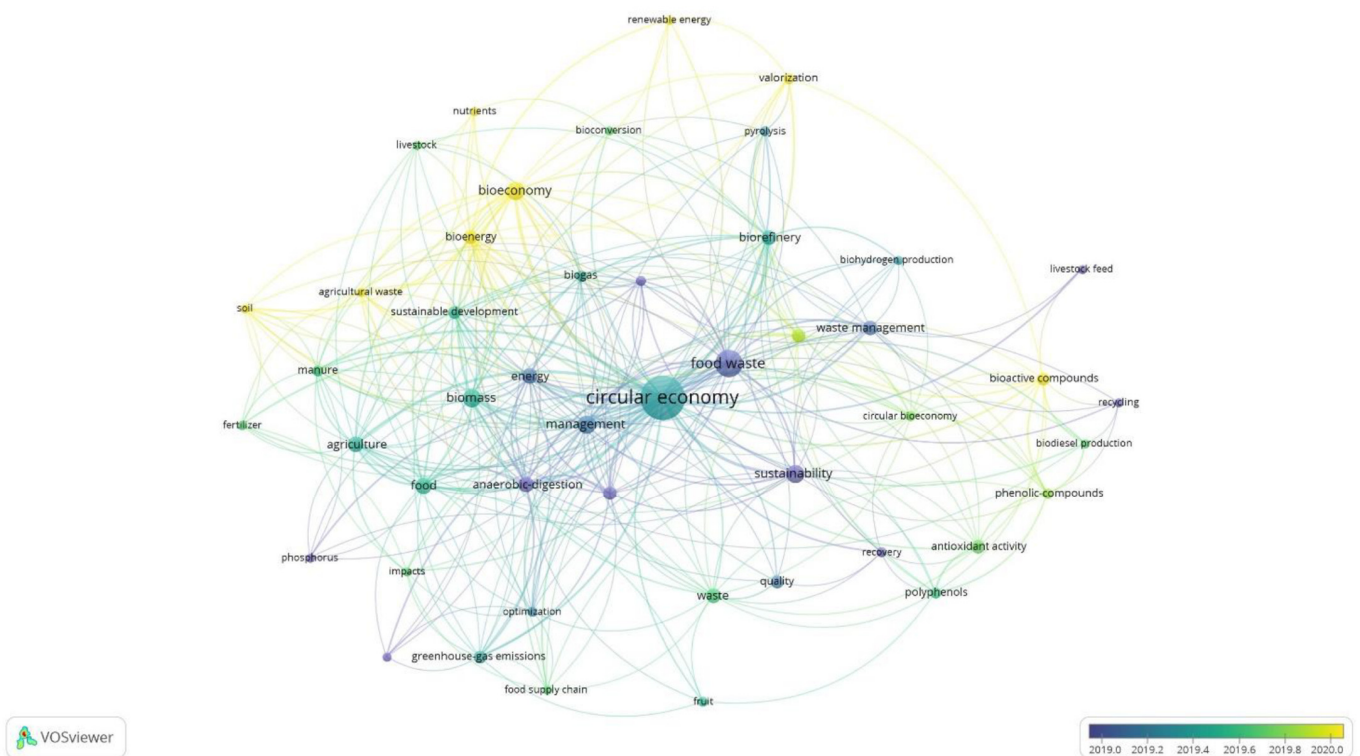 renewable energy
valorization
nutrients
bioconversion
pyrolysis
livestock
bioeconomy
bioenergy
biorefinery
biohydrogen production
livestock feed
biogas
agricultural waste
soil
sustainable development
waste management
food waste
manure
energy
bioactive compounds
biomass
circular economy
recycling
circular bioeconomy
fertilizer
management
agriculture
biodiesel production
sustainability
food
anaerobic-digestion
phenolic-compounds
antioxidant activity
recovery
phosphorus
impacts
quality
waste
polyphenols
optimization
greenhouse-gas emissions
food supply chain
fruit
VOSviewer
2019.0 2019.2 2019.4 2019.6 2019.8 2020.0